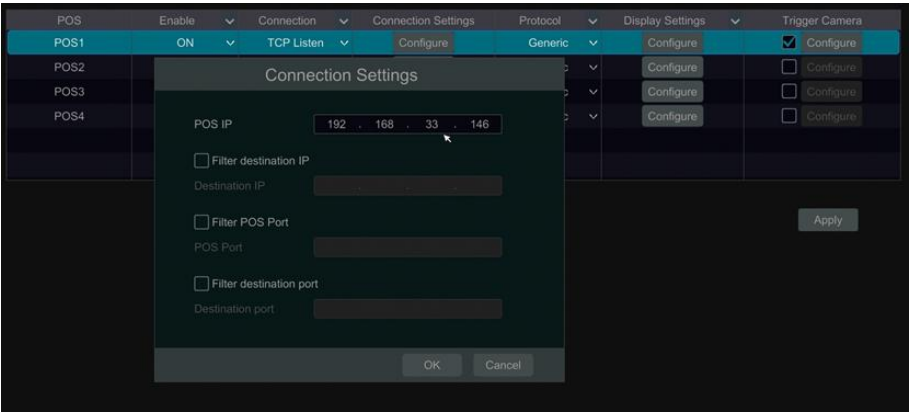 POS Enable Connection Connection Settings Protocol Display Settings Trigger Camera
POS1 ON TCP Listen Configure Generic Configure Configure
POS2 Configure Configure
POS3 Configure Configure
POS4 Configure Configure
Connection Settings
POS IP 192 . 168 . 33 . 146
Filter destination IP
Destination IP . . .
Filter POS Port
POS Port
Filter destination port
Destination port
Apply
OK Cancel